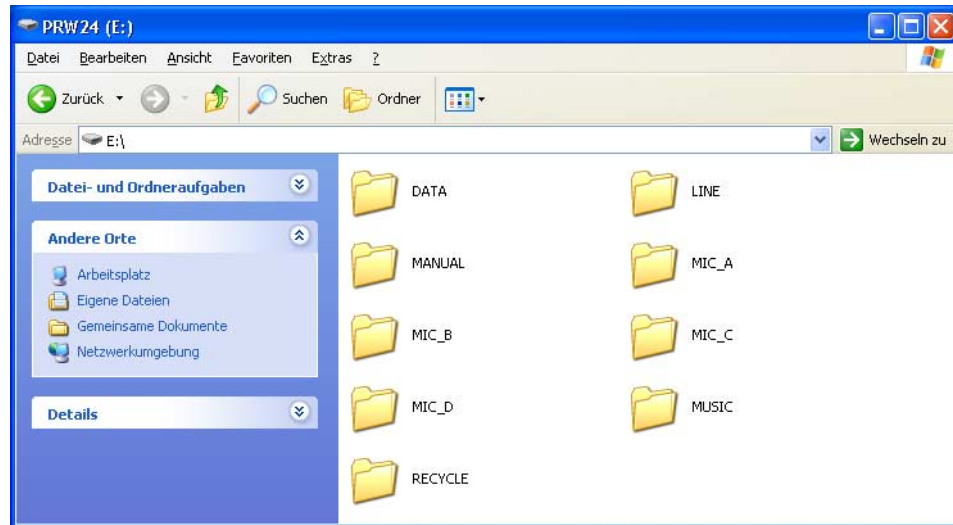 PRW24 (E:)
Datei Bearbeiten Ansicht Favoriten Extras ?
Zurück Suchen Ordner
Adresse E:\ Wechseln zu
Datei- und Ordneraufgaben
Andere Orte
Arbeitsplatz
Eigene Dateien
Gemeinsame Dokumente
Netzwerkumgebung
Details
DATA LINE
MANUAL MIC_A
MIC_B MIC_C
MIC_D MUSIC
RECYCLE